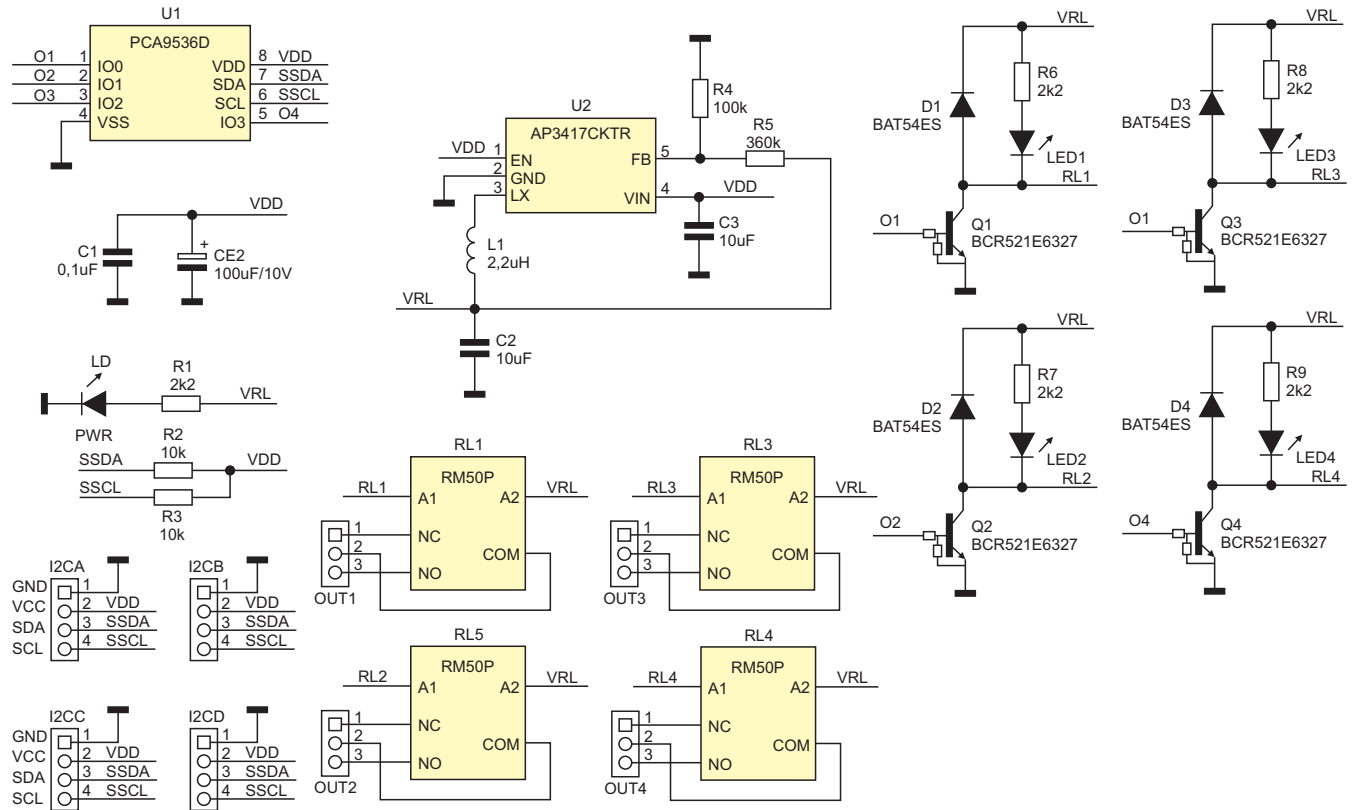 U1
PCA9536D
O1 1 IO0 VDD 8 VDD
O2 2 IO1 SDA 7 SSDA
O3 3 IO2 SCL 6 SSCL
4 VSS IO3 5 O4
VDD
C1
0,1uF
+
CE2
100uF/10V
LD
PWR
R1
2k2
VRL
SSDA
R2
10k
VDD
SSCL
R3
10k
U2
AP3417CKTR
VDD 1 EN
2 GND
3 LX
FB 5
VIN 4 VDD
R4
100k
R5
360k
C3
10uF
L1
2,2uH
VRL
C2
10uF
VRL
R6
2k2
D1
BAT54ES
LED1
RL1
O1
Q1
BCR521E6327
VRL
R8
2k2
D3
BAT54ES
LED3
RL3
O1
Q3
BCR521E6327
VRL
R7
2k2
D2
BAT54ES
LED2
RL2
O2
Q2
BCR521E6327
VRL
R9
2k2
D4
BAT54ES
LED4
RL4
O4
Q4
BCR521E6327
RL1
RM50P
RL1 A1 A2 VRL
1 NC
2 COM
3 NO
OUT1
RL3
RM50P
RL3 A1 A2 VRL
1 NC
2 COM
3 NO
OUT3
RL5
RM50P
RL2 A1 A2 VRL
1 NC
2 COM
3 NO
OUT2
RL4
RM50P
RL4 A1 A2 VRL
1 NC
2 COM
3 NO
OUT4
I2CA
GND 1
VCC 2 VDD
SDA 3 SSDA
SCL 4 SSCL
I2CB
1
2 VDD
3 SSDA
4 SSCL
I2CC
GND 1
VCC 2 VDD
SDA 3 SSDA
SCL 4 SSCL
I2CD
1
2 VDD
3 SSDA
4 SSCL